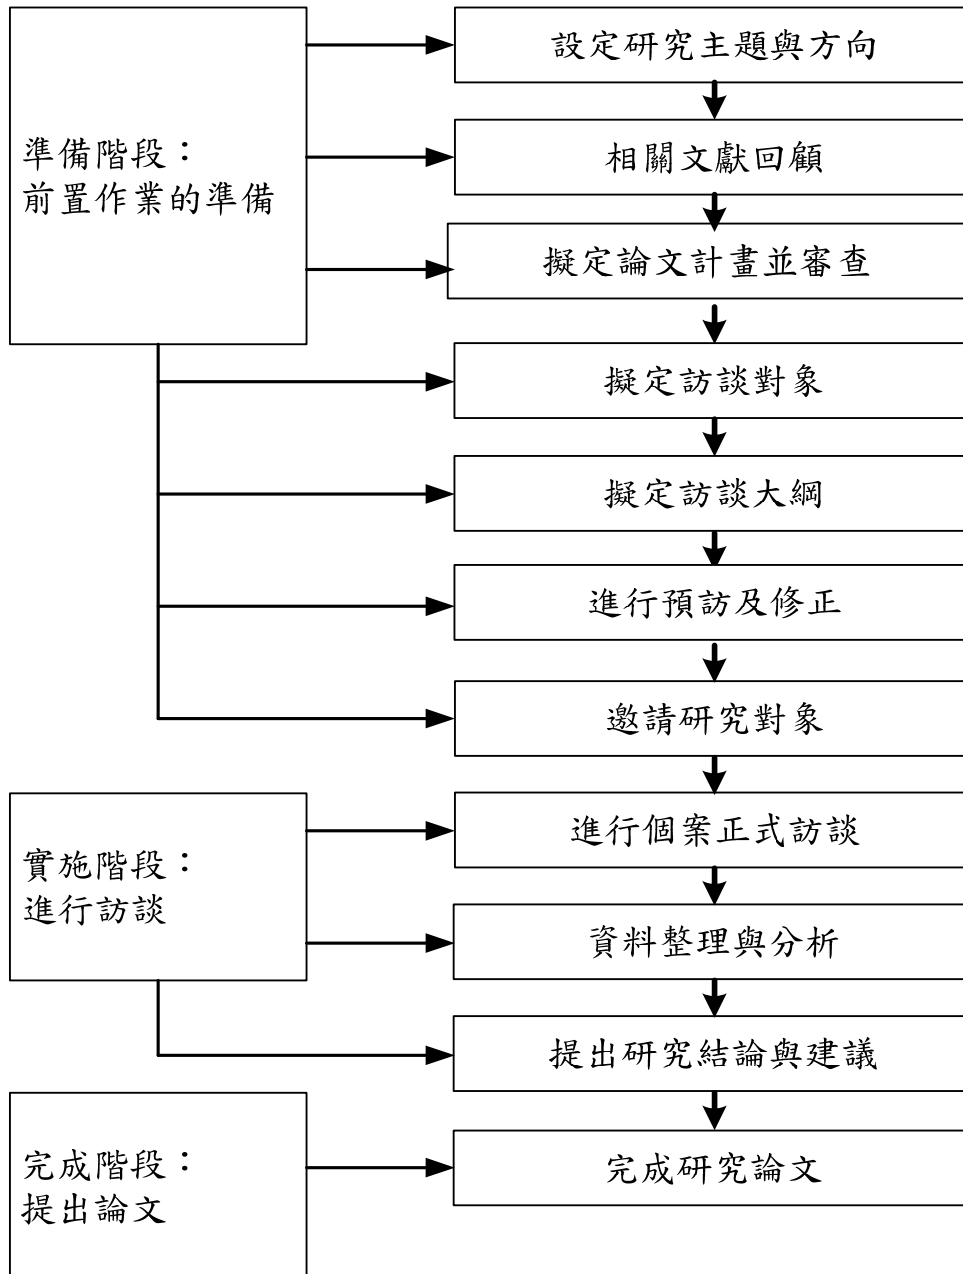 設定研究主題與方向
準備階段：
前置作業的準備
相關文獻回顧
擬定論文計畫並審查
擬定訪談對象
擬定訪談大綱
進行預訪及修正
邀請研究對象
實施階段：
進行訪談
進行個案正式訪談
資料整理與分析
提出研究結論與建議
完成階段：
提出論文
完成研究論文